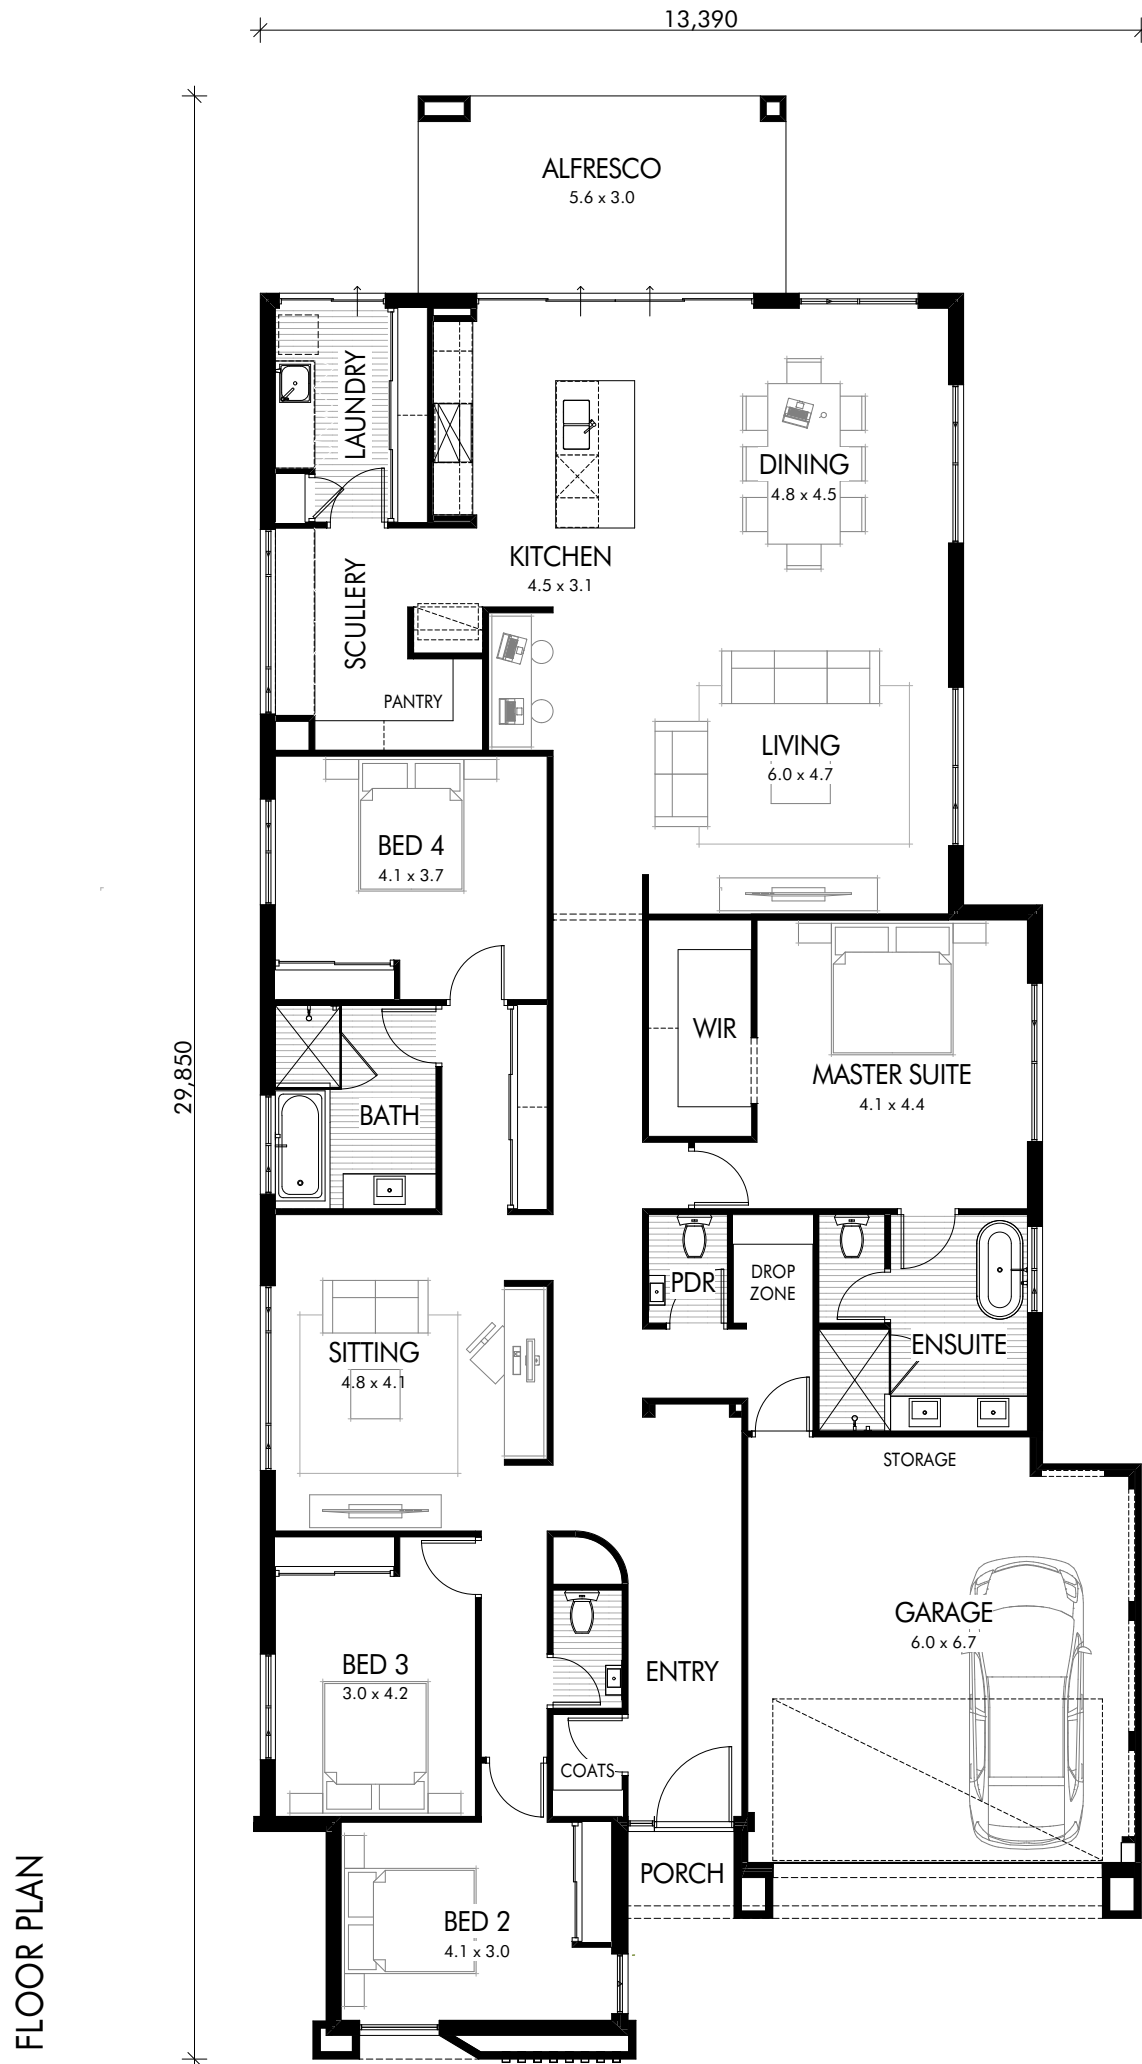 13,390
ALFRESCO
5.6 x 3.0
LAUNDRY
DINING
4.8 x 4.5
KITCHEN
4.5 x 3.1
SCULLERY
PANTRY
LIVING
6.0 x 4.7
BED 4
4.1 x 3.7
29,850
WIR
MASTER SUITE
4.1 x 4.4
BATH
PDR
DROP
ZONE
ENSUITE
SITTING
4.8 x 4.1
STORAGE
GARAGE
6.0 x 6.7
BED 3
3.0 x 4.2
ENTRY
COATS
PORCH
BED 2
4.1 x 3.0
FLOOR PLAN